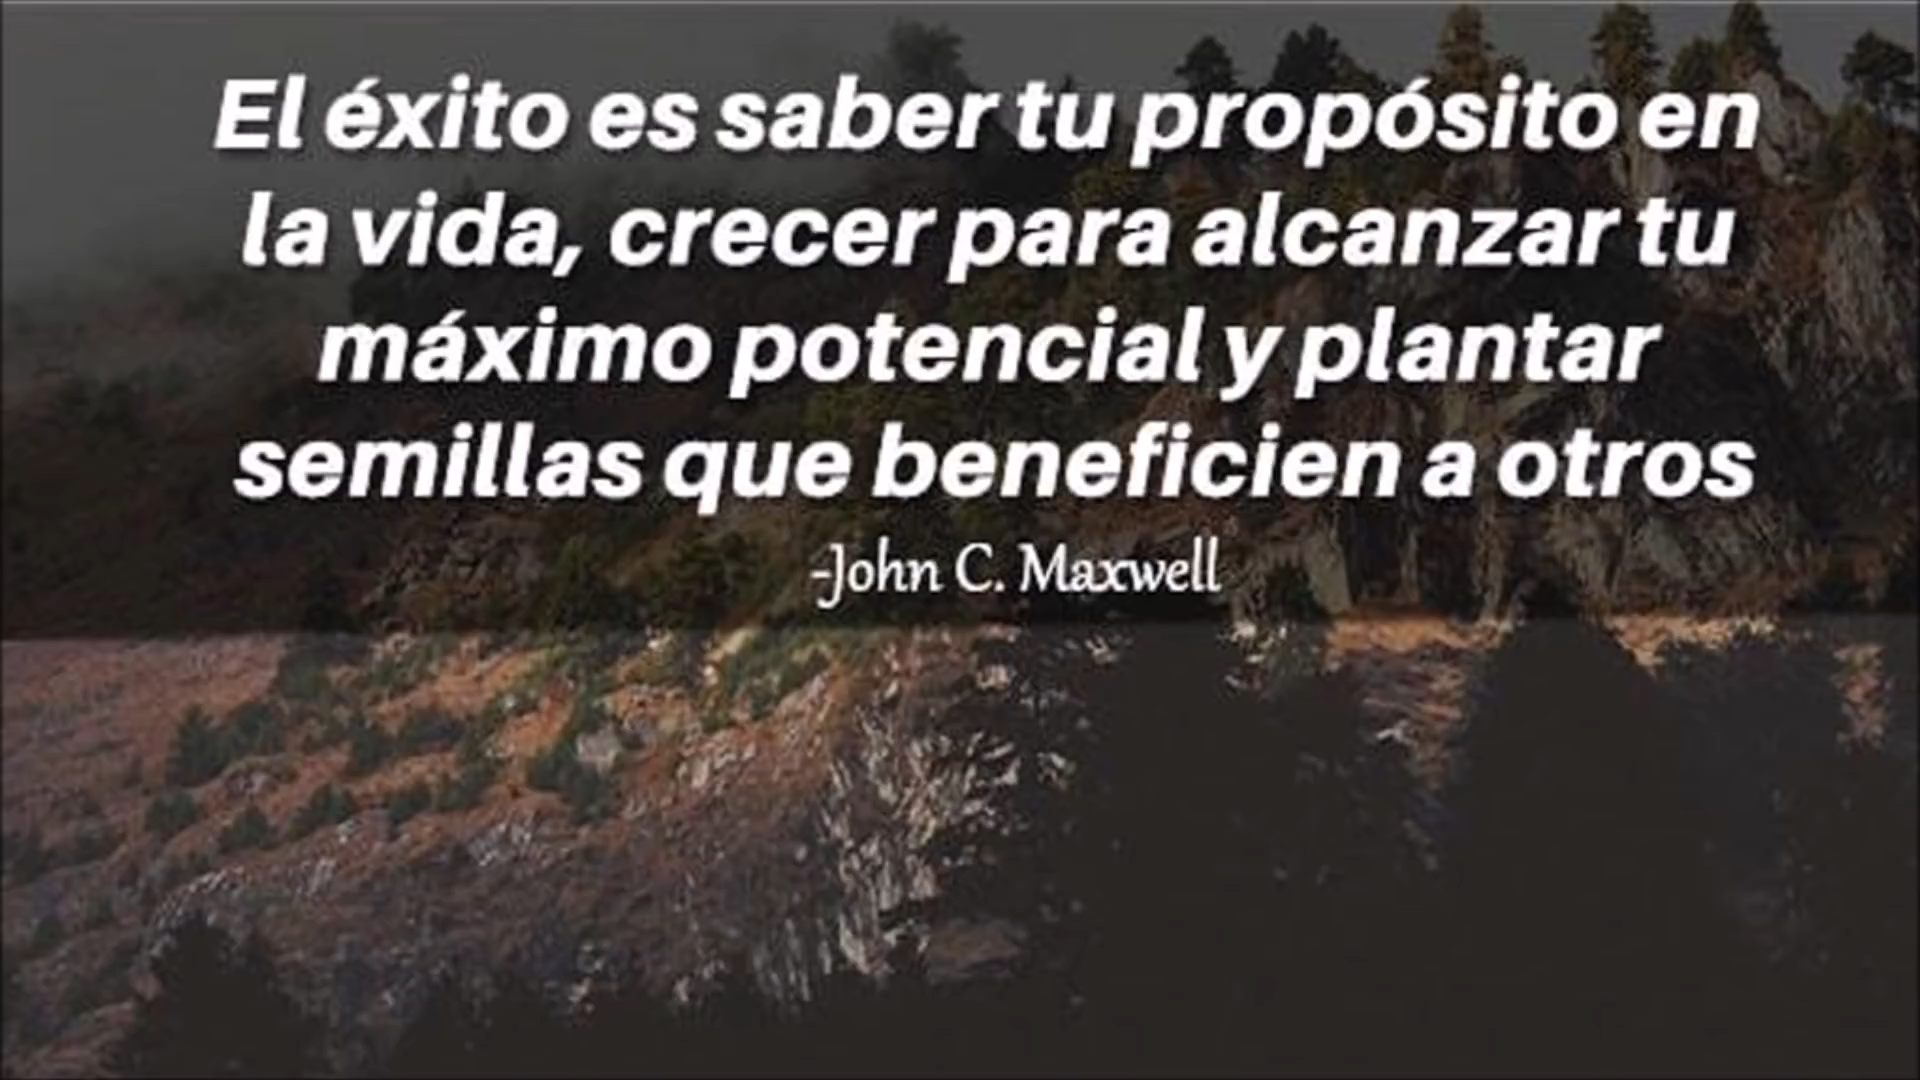 El éxito es saber tu propósito en
la vida, crecer para alcanzar tu
máximo potencial y plantar
semillas que beneficien a otros
-John C. Maxwell